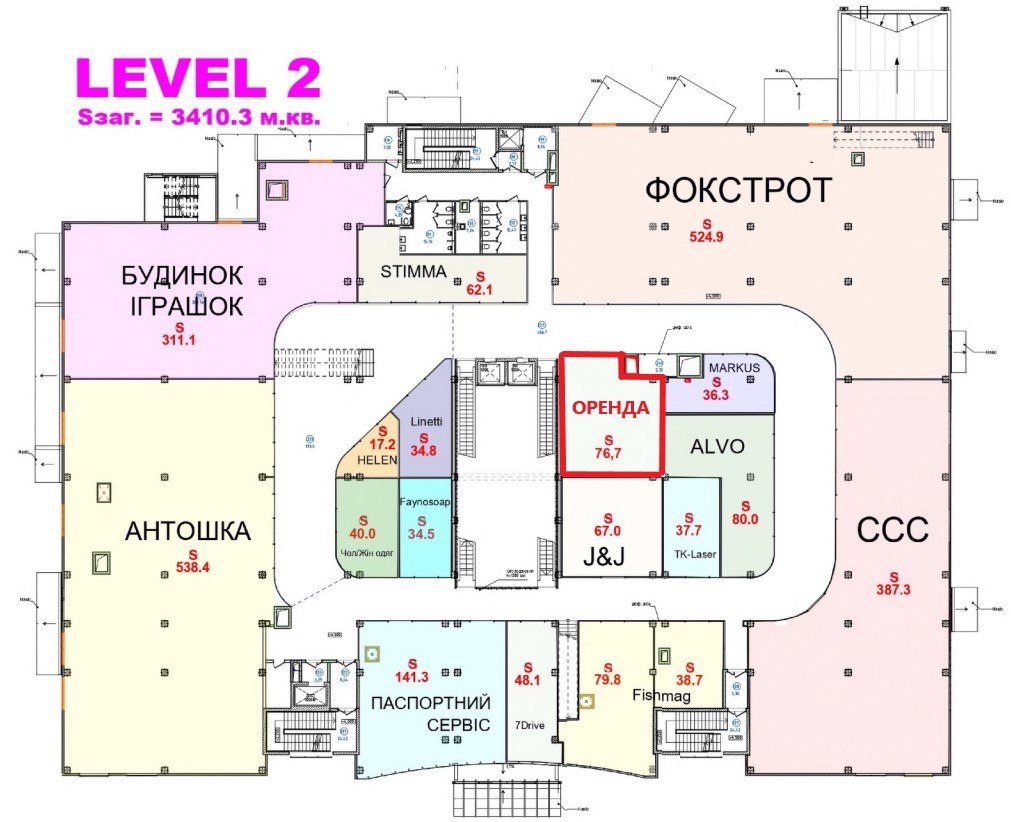 LEVEL 2
Sзаг. = 3410.3 м.кв.
ФОКСТРОТ
S
524.9
STIMMA
S
62.1
БУДИНОК
ІГРАШОК
S
311.1
MARKUS
S
36.3
ОРЕНДА
S
76,7
Linetti
S
34.8
S
17.2
HELEN
ALVO
S
80.0
Faynosoap
S
34.5
S
40.0
Чол/Жін одяг
S
67.0
J&J
S
37.7
TK-Laser
АНТОШКА
S
538.4
ССС
S
387.3
S
141.3
ПАСПОРТНИЙ
СЕРВІС
S
48.1
7Drive
S
79.8
S
38.7
Fishmag